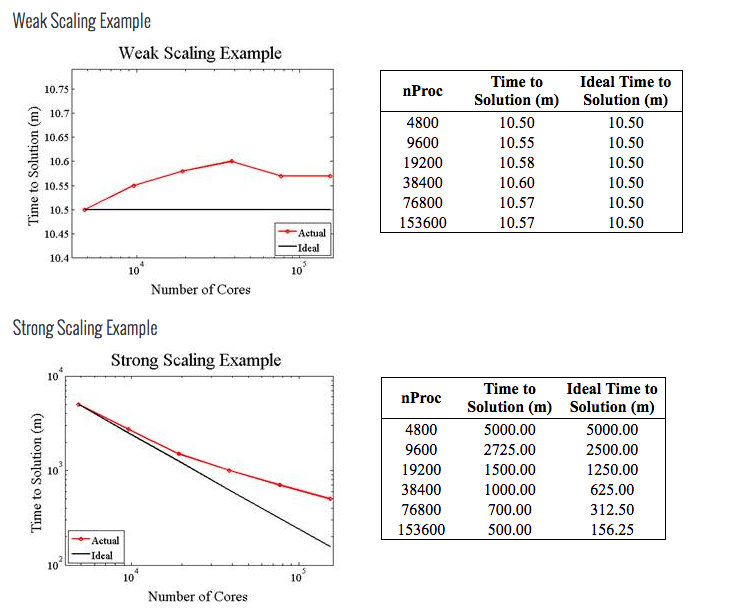 Weak Scaling Example
Weak Scaling Example
10.75
10.7
10.65
10.6
10.55
10.5
10.45
10.4
Time to Solution (m)
Actual
Ideal
10^4 10^5
Number of Cores
nProc Time to Solution (m) Ideal Time to Solution (m)
4800 10.50 10.50
9600 10.55 10.50
19200 10.58 10.50
38400 10.60 10.50
76800 10.57 10.50
153600 10.57 10.50
Strong Scaling Example
Strong Scaling Example
10^4
10^3
10^2
Time to Solution (m)
Actual
Ideal
10^4 10^5
Number of Cores
nProc Time to Solution (m) Ideal Time to Solution (m)
4800 5000.00 5000.00
9600 2725.00 2500.00
19200 1500.00 1250.00
38400 1000.00 625.00
76800 700.00 312.50
153600 500.00 156.25